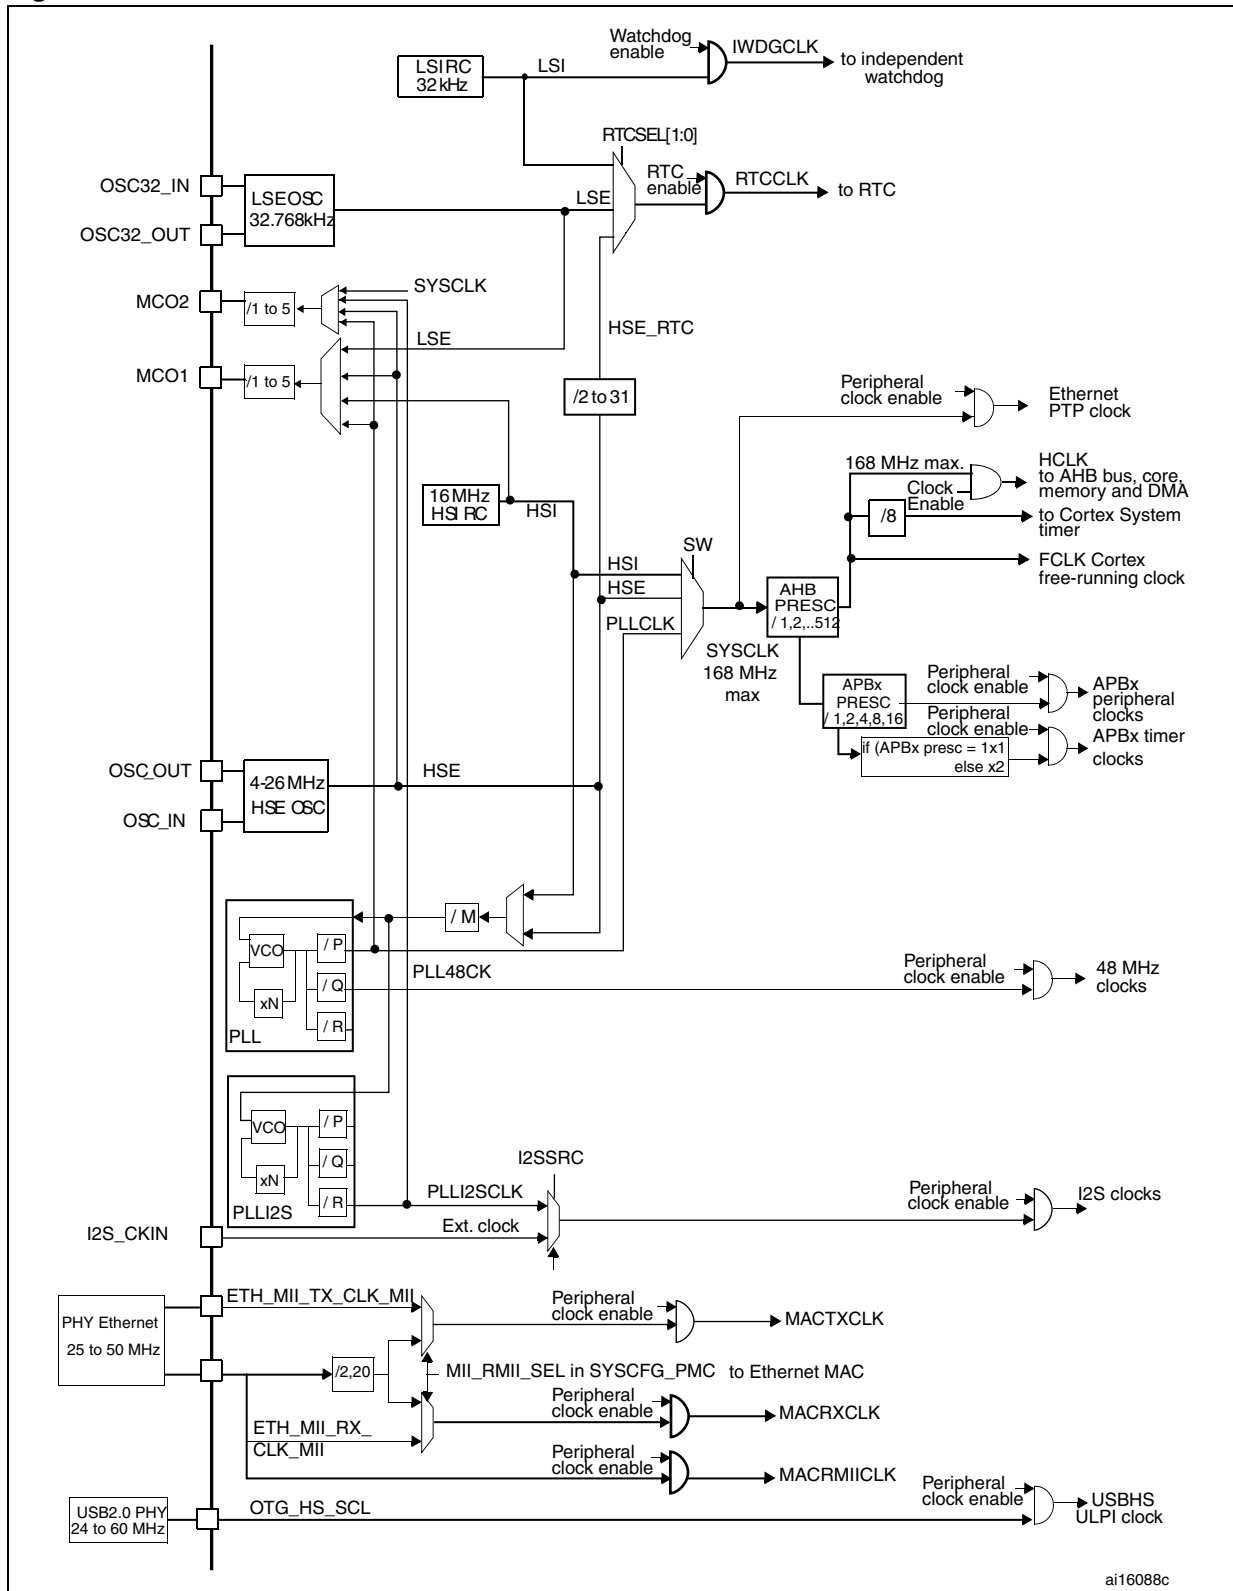 Watchdog
enable
IWDGCLK
to independent
watchdog
LSI RC
32 kHz
LSI
RTCSEL[1:0]
OSC32_IN
RTC
enable
RTCCLK
to RTC
LSE OSC
32.768kHz
LSE
OSC32_OUT
SYSCLK
MCO2
/1 to 5
HSE_RTC
LSE
MCO1
/1 to 5
/2 to 31
Peripheral
clock enable
Ethernet
PTP clock
168 MHz max.
HCLK
to AHB bus, core,
memory and DMA
Clock
Enable
16 MHz
HSI RC
HSI
/8
to Cortex System
timer
SW
HSI
FCLK Cortex
free-running clock
HSE
AHB
PRESC
/ 1,2,..512
PLLCLK
SYSCLK
168 MHz
max
Peripheral
clock enable
APBx
peripheral
clocks
APBx
PRESC
/ 1,2,4,8,16
Peripheral
clock enable
APBx timer
clocks
if (APBx presc = 1x1
else x2
OSC_OUT
HSE
4-26 MHz
HSE OSC
OSC_IN
/ M
VCO
/ P
PLL48CK
Peripheral
clock enable
48 MHz
clocks
xN
/ Q
/ R
PLL
VCO
/ P
xN
/ Q
I2SSRC
/ R
PLLI2SCLK
Peripheral
clock enable
I2S clocks
PLLI2S
Ext. clock
I2S_CKIN
ETH_MII_TX_CLK_MII
Peripheral
clock enable
MACTXCLK
PHY Ethernet
25 to 50 MHz
/2,20
MII_RMII_SEL in SYSCFG_PMC
to Ethernet MAC
Peripheral
clock enable
MACRXCLK
ETH_MII_RX_
CLK_MII
Peripheral
clock enable
MACRMIICLK
USB2.0 PHY
24 to 60 MHz
OTG_HS_SCL
Peripheral
clock enable
USBHS
ULPI clock
ai16088c